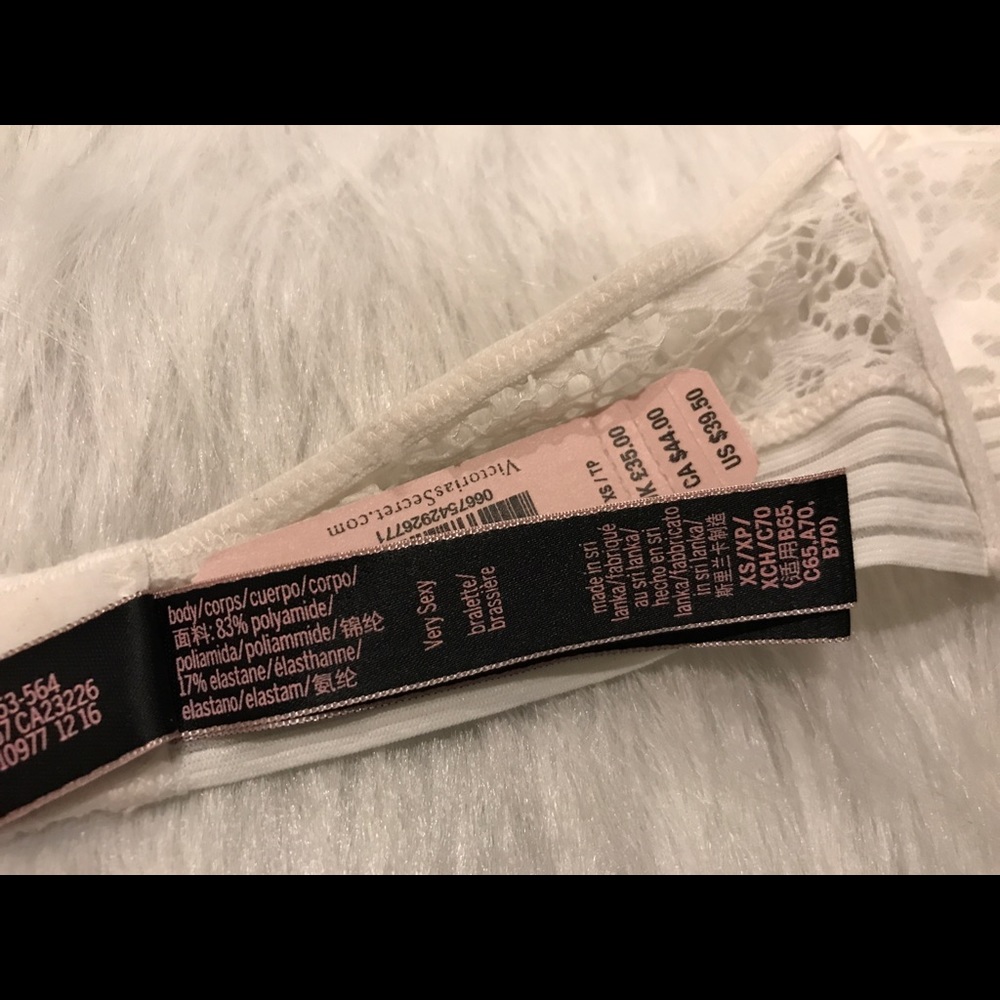 VictoriasSecret.com
066754292671
XS / TP
K £35.00
CA $44.00
US $39.50
body/corps/cuerpo/corpo/
面料: 83% polyamide/
poliamida/poliammide/锦纶
17% elastane/élasthanne/
elastano/elastam/氨纶
Very Sexy
bralette/
brassière
made in sri
lanka/fabriqué
au sri lanka/
hecho en sri
lanka/fabbricato
in sri lanka/
斯里兰卡制造
XS/XP/
XCH/C70
(适用B65,
C65,A70,
B70)
53-564
57 CA23226
10977 12 16